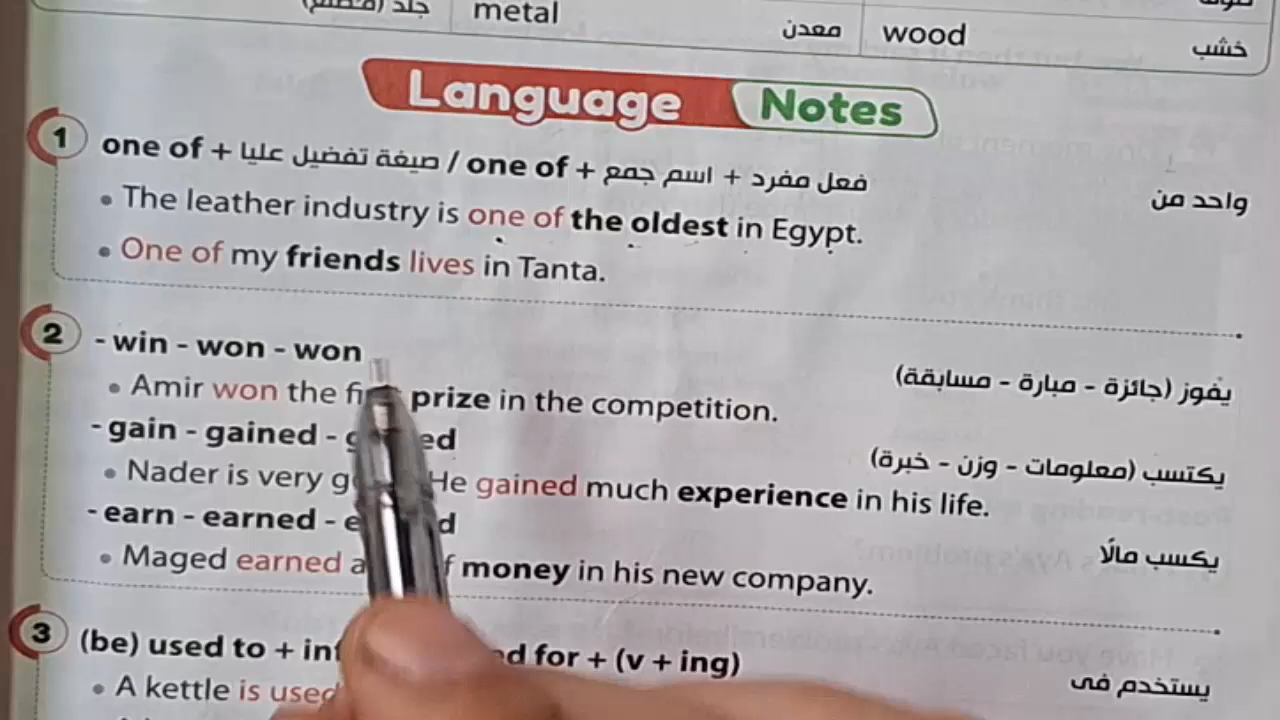 metal معدن wood خشب
Language Notes
1 one of + صيغة تفضيل عليا / one of + فعل مفرد + اسم جمع واحد من
• The leather industry is one of the oldest in Egypt.
• One of my friends lives in Tanta.
2 - win - won - won يفوز (جائزة - مباراة - مسابقة)
• Amir won the prize in the competition.
- gain - gained - يكتسب (معلومات - وزن - خبرة)
• Nader is very He gained much experience in his life.
- earn - earned - يكسب مالًا
• Maged earned money in his new company.
3 (be) used to + for + (v + ing) يستخدم فى
• A kettle is used